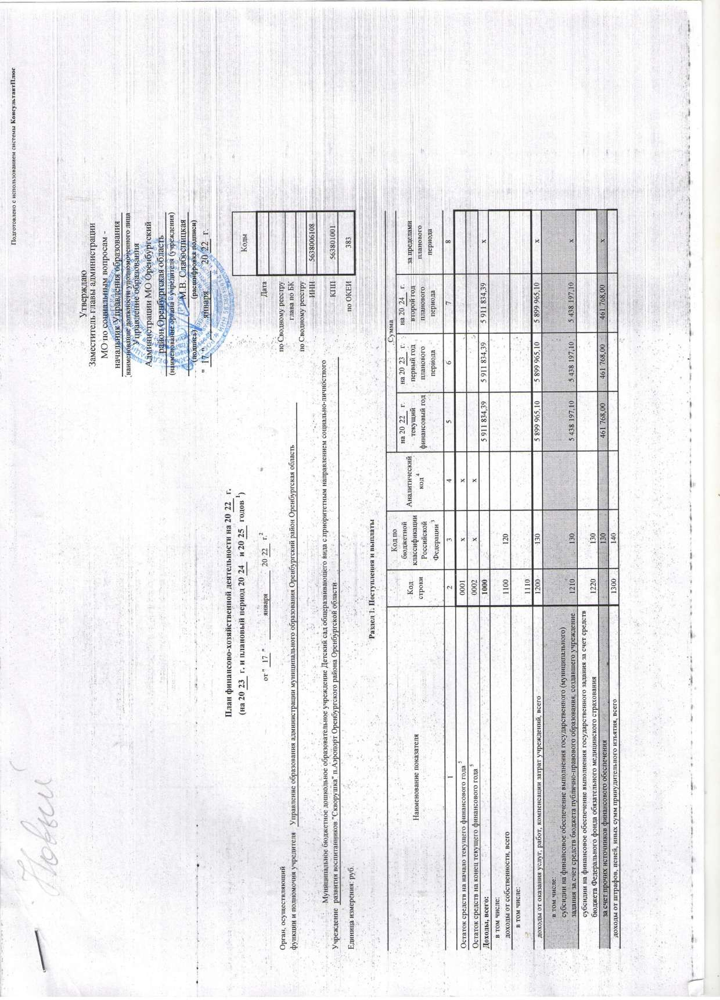 Новый
Подготовлено с использованием системы КонсультантПлюс
Утверждаю
Заместитель главы администрации
МО по социальным вопросам -
начальник Управления образования
(наименование должности уполномоченного лица
Управление образования
Администрации МО Оренбургский
район Оренбургская область
(наименование органа - учредителя (учреждения)
М.В. Слабоспицкая
(подпись) (расшифровка подписи)
" 17 " января 20 22 г.
План финансово-хозяйственной деятельности на 20 22 г.
(на 20 23 г. и плановый период 20 24 и 20 25 годов 1)
от " 17 " января 20 22 г.2
Коды
Дата
по Сводному реестру
глава по БК
по Сводному реестру
ИНН 5638006108
КПП 563801001
по ОКЕИ 383
Орган, осуществляющий
функции и полномочия учредителя Управление образования администрации муниципального образования Оренбургский район Оренбургская область
Муниципальное бюджетное дошкольное образовательное учреждение Детский сад общеразвивающего вида с приоритетным направлением социально-личностного
Учреждение развития воспитанников "Скворушка" п.Аэропорт Оренбургского района Оренбургской области
Единица измерения: руб
Раздел 1. Поступления и выплаты
Наименование показателя
Код строки
Код по бюджетной классификации Российской Федерации 3
Аналитический код 4
Сумма
на 20 22 г. текущий финансовый год
на 20 23 г. первый год планового периода
на 20 24 г. второй год планового периода
за пределами планового периода
1 2 3 4 5 6 7 8
Остаток средств на начало текущего финансового года 5 0001 x x
Остаток средств на конец текущего финансового года 5 0002 x x
Доходы, всего: 1000 5 911 834,39 5 911 834,39 5 911 834,39 x
в том числе:
доходы от собственности, всего 1100 120
в том числе:
1110
доходы от оказания услуг, работ, компенсации затрат учреждений, всего 1200 130 5 899 965,10 5 899 965,10 5 899 965,10 x
в том числе:
субсидии на финансовое обеспечение выполнения государственного (муниципального)
задания за счет средств бюджета публично-правового образования, создавшего учреждение 1210 130 5 438 197,10 5 438 197,10 5 438 197,10 x
субсидии на финансовое обеспечение выполнения государственного задания за счет средств
бюджета Федерального фонда обязательного медицинского страхования 1220 130
за счет прочих источников финансового обеспечения 130 461 768,00 461 768,00 461 768,00 x
доходы от штрафов, пеней, иных сумм принудительного изъятия, всего 1300 140